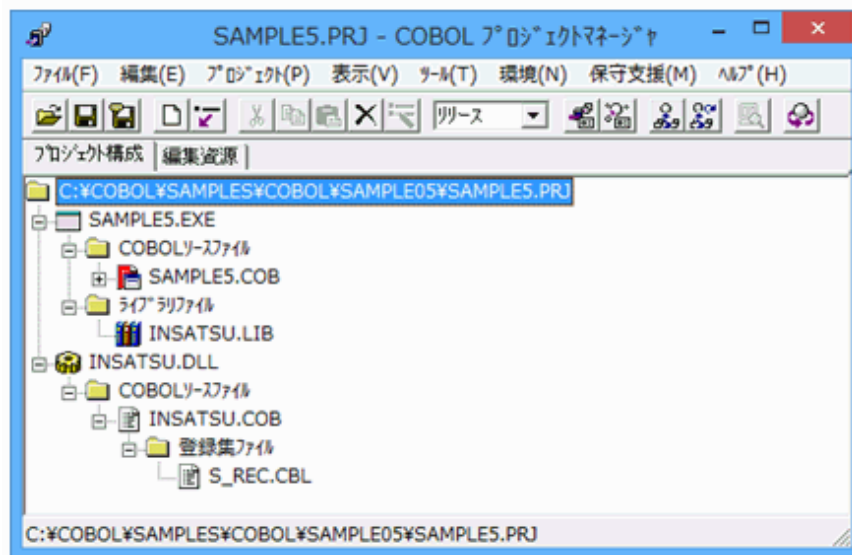 SAMPLE5.PRJ - COBOL ﾌﾟﾛｼﾞｪｸﾄﾏﾈｰｼﾞｬ
ﾌｧｲﾙ(F) 編集(E) ﾌﾟﾛｼﾞｪｸﾄ(P) 表示(V) ﾂｰﾙ(T) 環境(N) 保守支援(M) ﾍﾙﾌﾟ(H)
ﾘﾘｰｽ
ﾌﾟﾛｼﾞｪｸﾄ構成 編集資源
C:¥COBOL¥SAMPLES¥COBOL¥SAMPLE05¥SAMPLE5.PRJ
SAMPLE5.EXE
COBOLｿｰｽﾌｧｲﾙ
SAMPLE5.COB
ﾗｲﾌﾞﾗﾘﾌｧｲﾙ
INSATSU.LIB
INSATSU.DLL
COBOLｿｰｽﾌｧｲﾙ
INSATSU.COB
登録集ﾌｧｲﾙ
S_REC.CBL
C:¥COBOL¥SAMPLES¥COBOL¥SAMPLE05¥SAMPLE5.PRJ